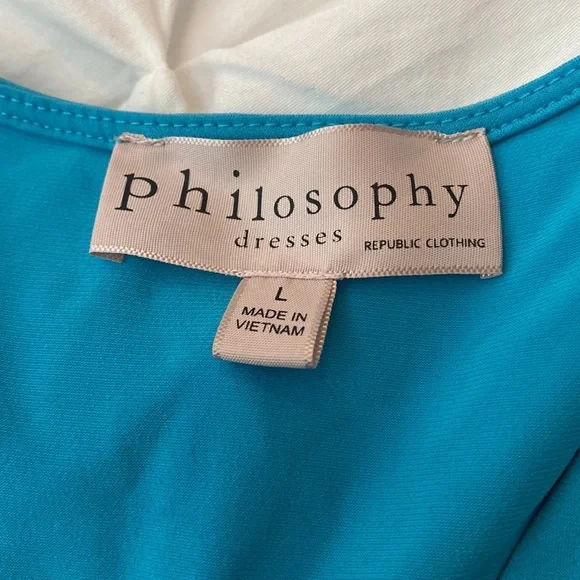 philosophy
dresses REPUBLIC CLOTHING
L
MADE IN
VIETNAM